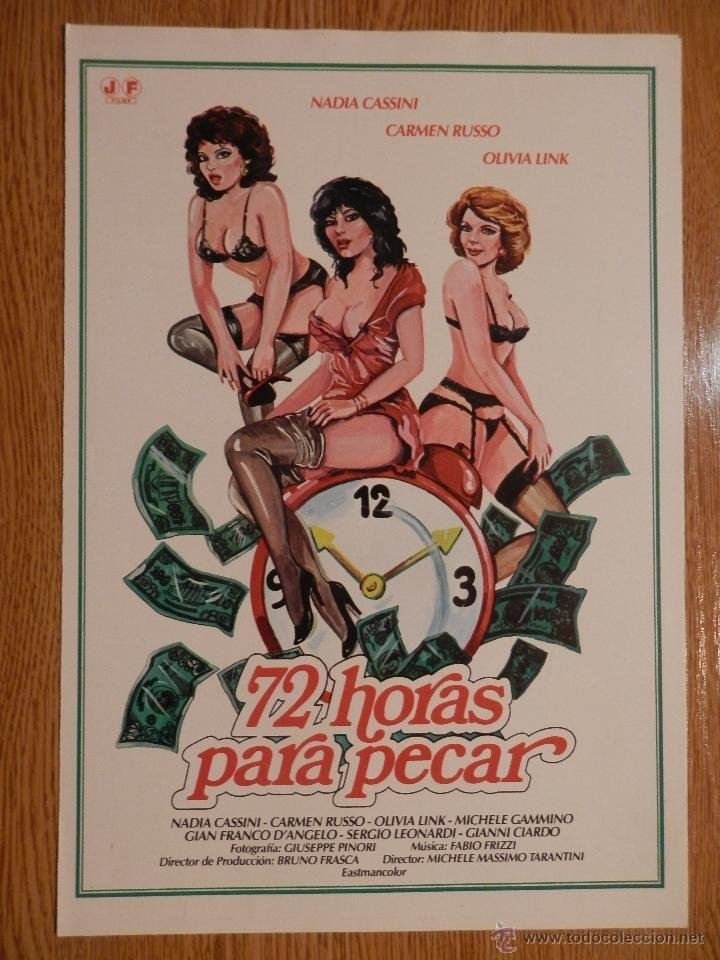 JF
FILMS
NADIA CASSINI
CARMEN RUSSO
OLIVIA LINK
12
9
3
72 horas
para pecar
NADIA CASSINI - CARMEN RUSSO - OLIVIA LINK - MICHELE GAMMINO
GIAN FRANCO D'ANGELO - SERGIO LEONARDI - GIANNI CIARDO
Fotografía: GIUSEPPE PINORI Música: FABIO FRIZZI
Director de Producción: BRUNO FRASCA Director: MICHELE MASSIMO TARANTINI
Eastmancolor
© www.todocoleccion.net